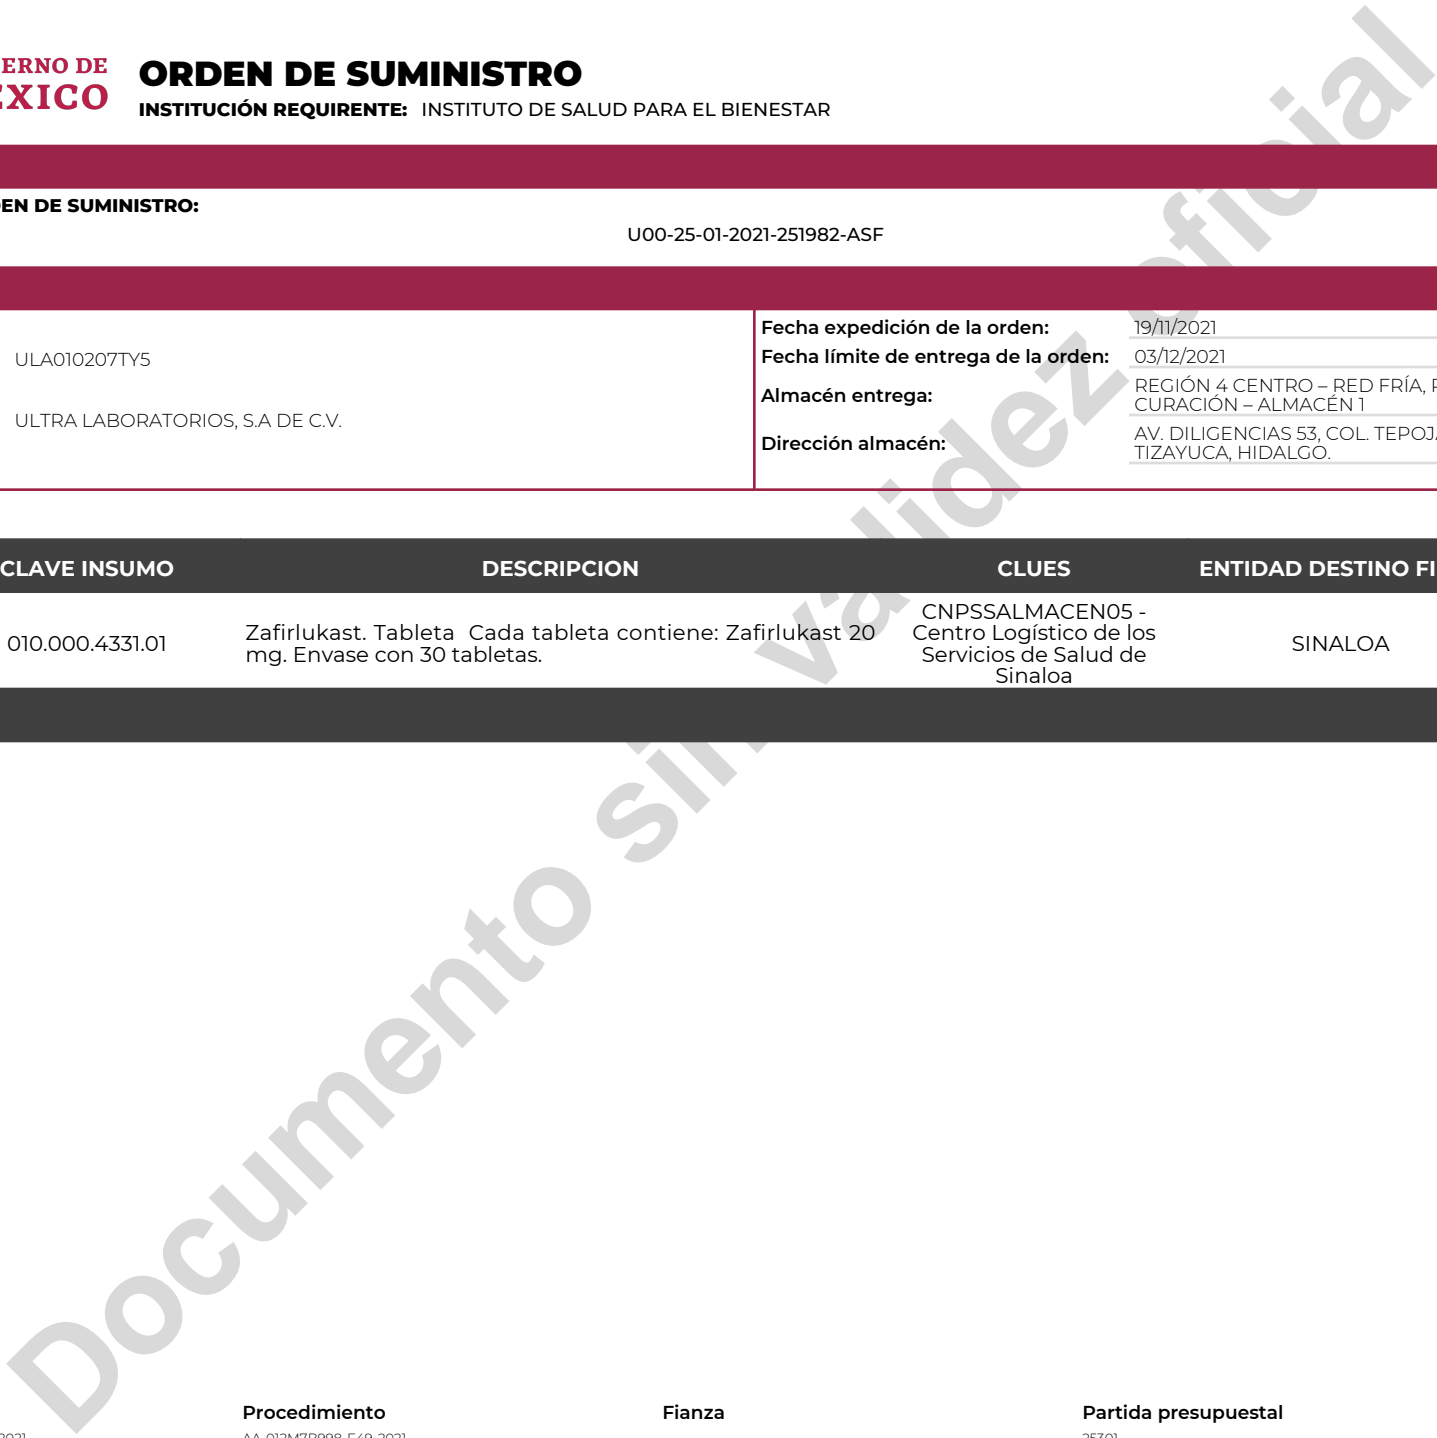 ERNO DE
EXICO
ORDEN DE SUMINISTRO
INSTITUCIÓN REQUIRENTE: INSTITUTO DE SALUD PARA EL BIENESTAR
EN DE SUMINISTRO:
U00-25-01-2021-251982-ASF
ULA010207TY5
ULTRA LABORATORIOS, S.A DE C.V.
Fecha expedición de la orden: 19/11/2021
Fecha límite de entrega de la orden: 03/12/2021
Almacén entrega: REGIÓN 4 CENTRO – RED FRÍA,
CURACIÓN – ALMACÉN 1
Dirección almacén: AV. DILIGENCIAS 53, COL. TEPOJ
TIZAYUCA, HIDALGO.
CLAVE INSUMO DESCRIPCION CLUES ENTIDAD DESTINO FI
010.000.4331.01
Zafirlukast. Tableta Cada tableta contiene: Zafirlukast 20
mg. Envase con 30 tabletas.
CNPSSALMACEN05 -
Centro Logístico de los
Servicios de Salud de
Sinaloa
SINALOA
Documento sin validez oficial
Procedimiento Fianza Partida presupuestal